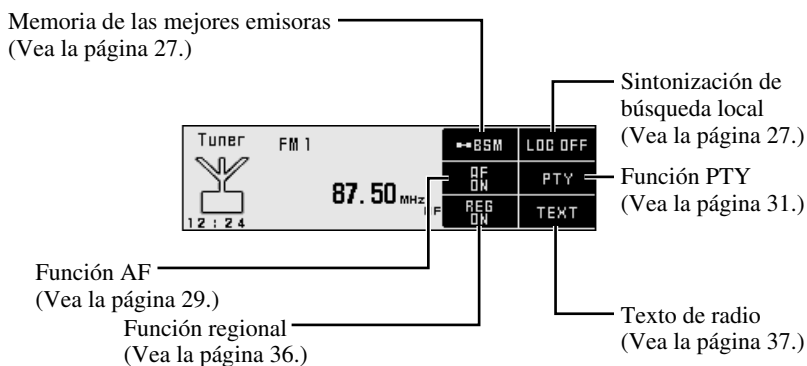 Memoria de las mejores emisoras
(Vea la página 27.)
Sintonización de
búsqueda local
(Vea la página 27.)
Tuner
FM 1
87.50 MHz
12:24
BSM
LOC OFF
AF
ON
PTY
REG
ON
TEXT
Función PTY
(Vea la página 31.)
Función AF
(Vea la página 29.)
Función regional
(Vea la página 36.)
Texto de radio
(Vea la página 37.)